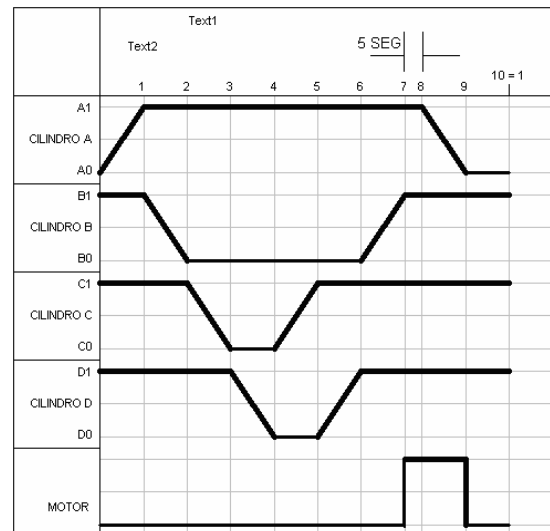 Text1
Text2
5 SEG
1 2 3 4 5 6 7 8 9 10 = 1
A1
CILINDRO A
A0
B1
CILINDRO B
B0
C1
CILINDRO C
C0
D1
CILINDRO D
D0
MOTOR